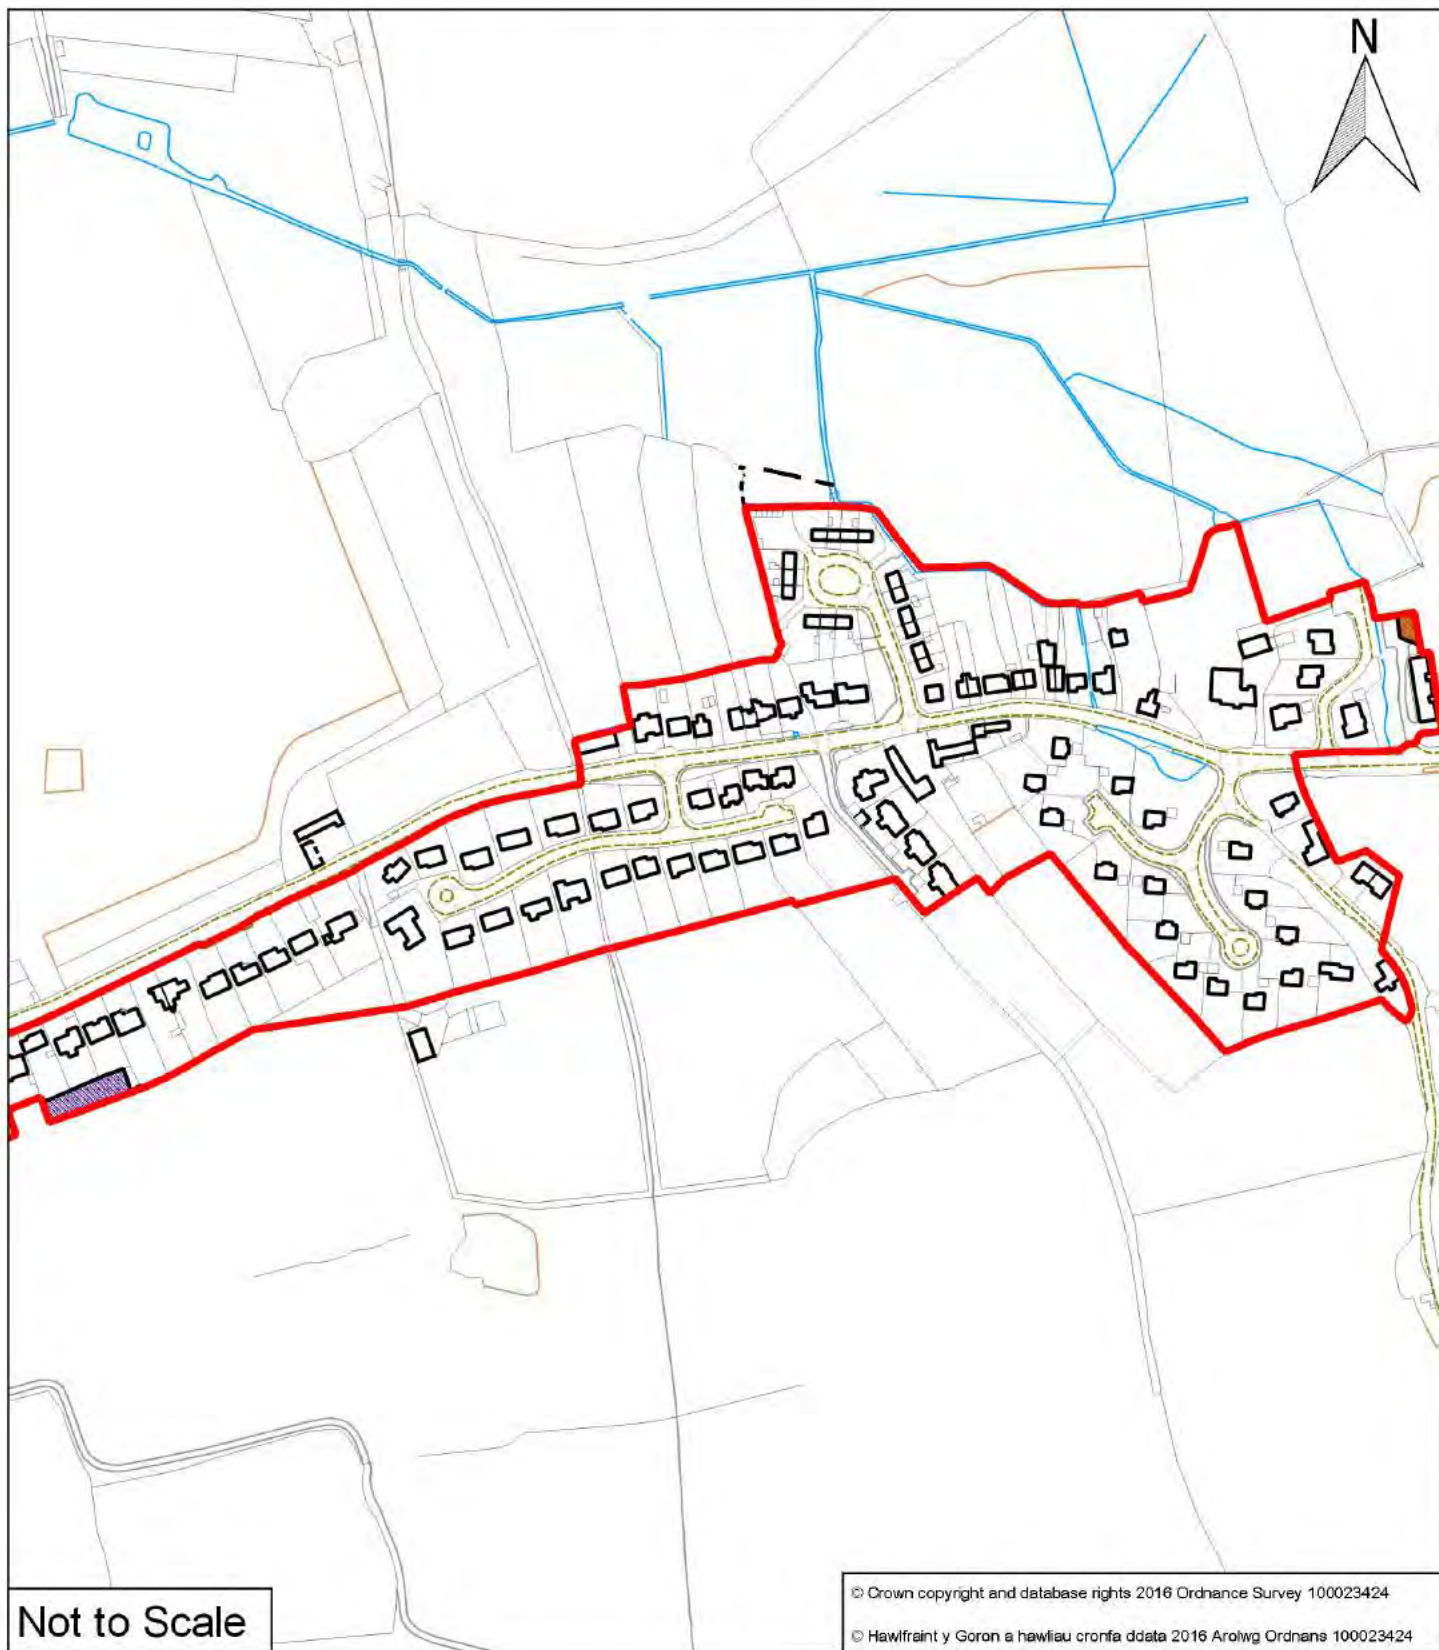 N
Not to Scale
© Crown copyright and database rights 2016 Ordnance Survey 100023424
© Hawlfraint y Goron a hawliau cronfa ddata 2016 Arolwg Ordnans 100023424